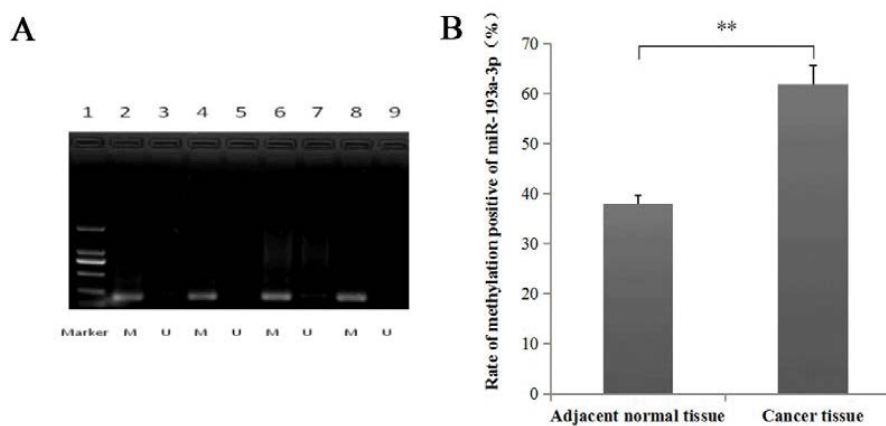 A
1 2 3 4 5 6 7 8 9
Marker M U M U M U M U
B
Rate of methylation positive of miR-193a-3p (%)
**
70
60
50
40
30
20
10
0
Adjacent normal tissue Cancer tissue